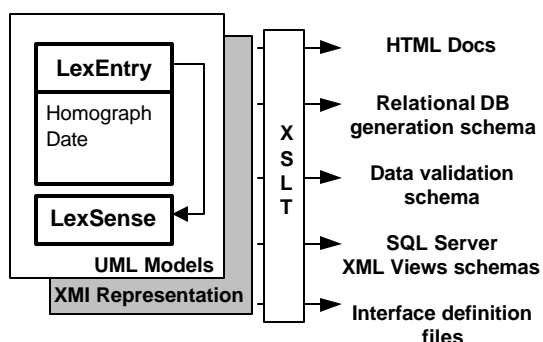 LexEntry
Homograph
Date
LexSense
UML Models
XMI Representation
X
S
L
T
HTML Docs
Relational DB
generation schema
Data validation
schema
SQL Server
XML Views schemas
Interface definition
files